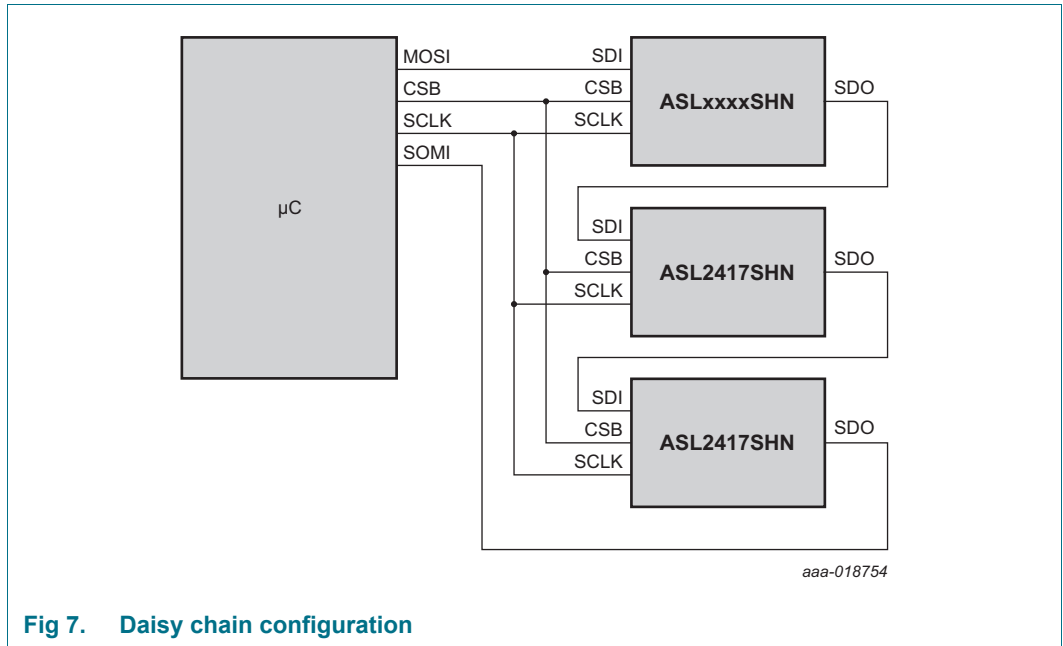 MOSI
CSB
SCLK
SOMI
µC
SDI
CSB
SCLK
ASLxxxxSHN
SDO
SDI
CSB
SCLK
ASL2417SHN
SDO
SDI
CSB
SCLK
ASL2417SHN
SDO
aaa-018754
Fig 7. Daisy chain configuration